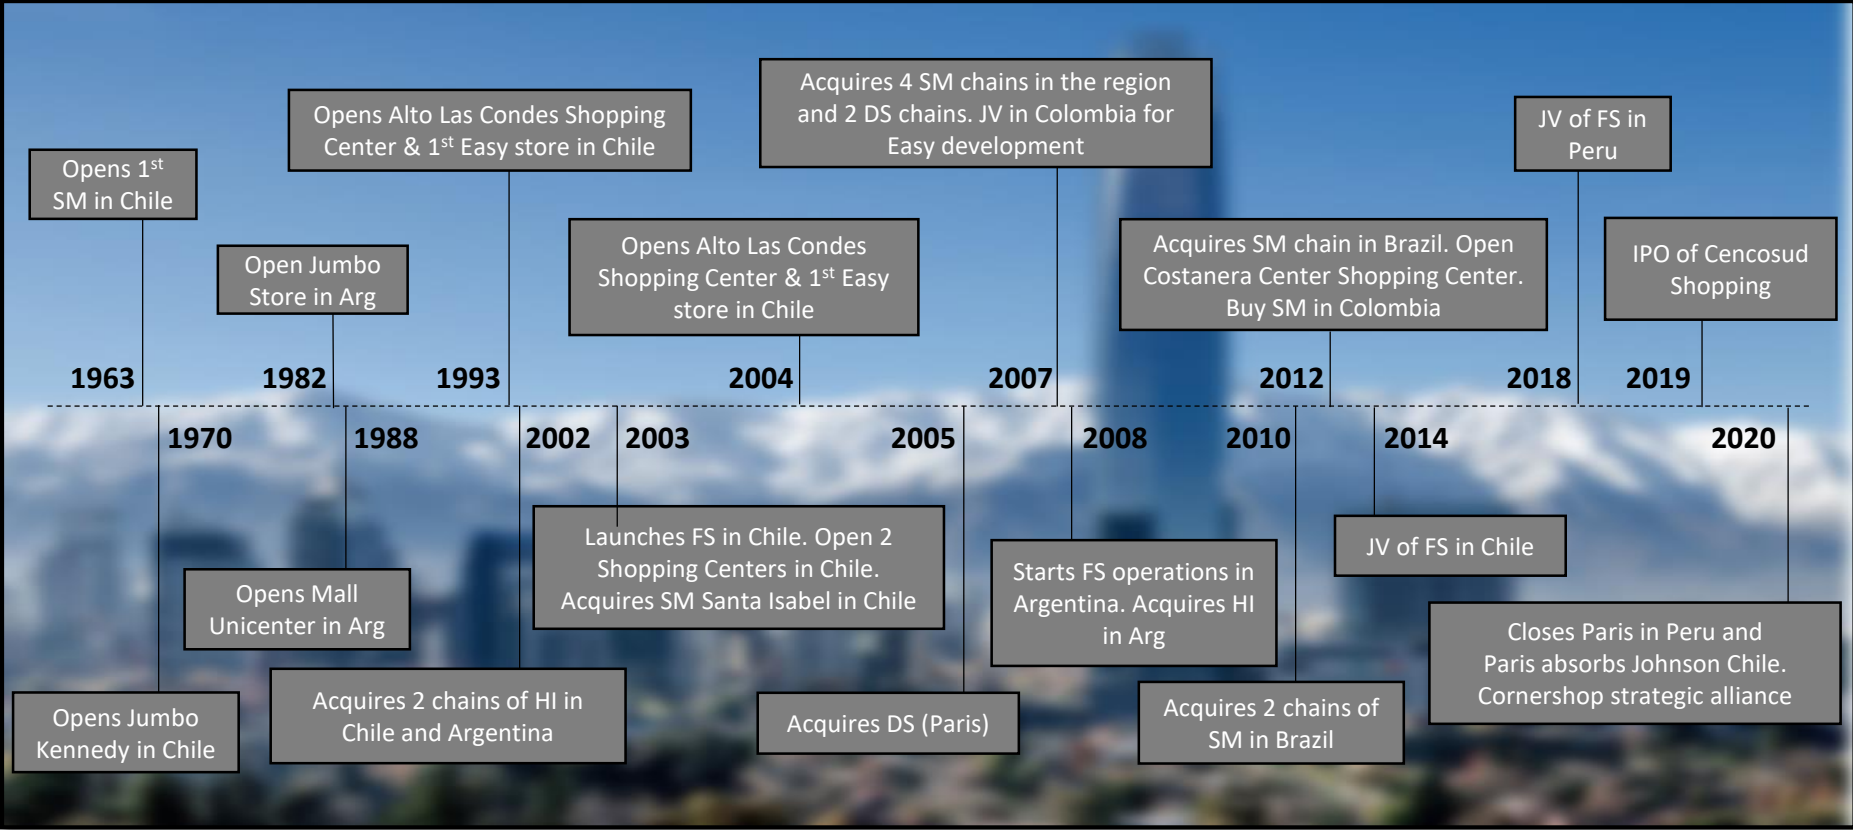 Opens 1st
SM in Chile
Open Jumbo
Store in Arg
Opens Alto Las Condes Shopping
Center & 1st Easy store in Chile
Opens Alto Las Condes
Shopping Center & 1st Easy
store in Chile
Acquires 4 SM chains in the region
and 2 DS chains. JV in Colombia for
Easy development
Acquires SM chain in Brazil. Open
Costanera Center Shopping Center.
Buy SM in Colombia
JV of FS in
Peru
IPO of Cencosud
Shopping
1963 1982 1993 2004 2007 2012 2018 2019
1970 1988 2002 2003 2005 2008 2010 2014 2020
Opens Jumbo
Kennedy in Chile
Opens Mall
Unicenter in Arg
Acquires 2 chains of HI in
Chile and Argentina
Launches FS in Chile. Open 2
Shopping Centers in Chile.
Acquires SM Santa Isabel in Chile
Acquires DS (Paris)
Starts FS operations in
Argentina. Acquires HI
in Arg
Acquires 2 chains of
SM in Brazil
JV of FS in Chile
Closes Paris in Peru and
Paris absorbs Johnson Chile.
Cornershop strategic alliance